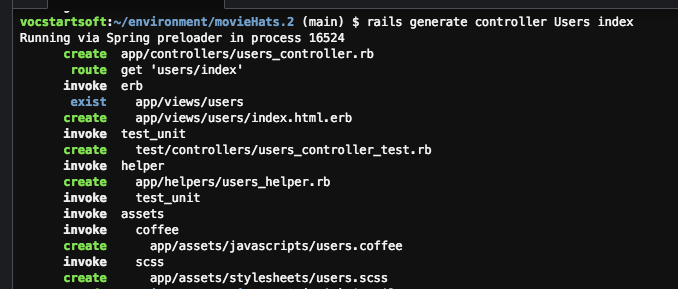 vocstartsoft:~/environment/movieHats.2 (main) $ rails generate controller Users index
Running via Spring preloader in process 16524
create app/controllers/users_controller.rb
route get 'users/index'
invoke erb
exist app/views/users
create app/views/users/index.html.erb
invoke test_unit
create test/controllers/users_controller_test.rb
invoke helper
create app/helpers/users_helper.rb
invoke test_unit
invoke assets
invoke coffee
create app/assets/javascripts/users.coffee
invoke scss
create app/assets/stylesheets/users.scss